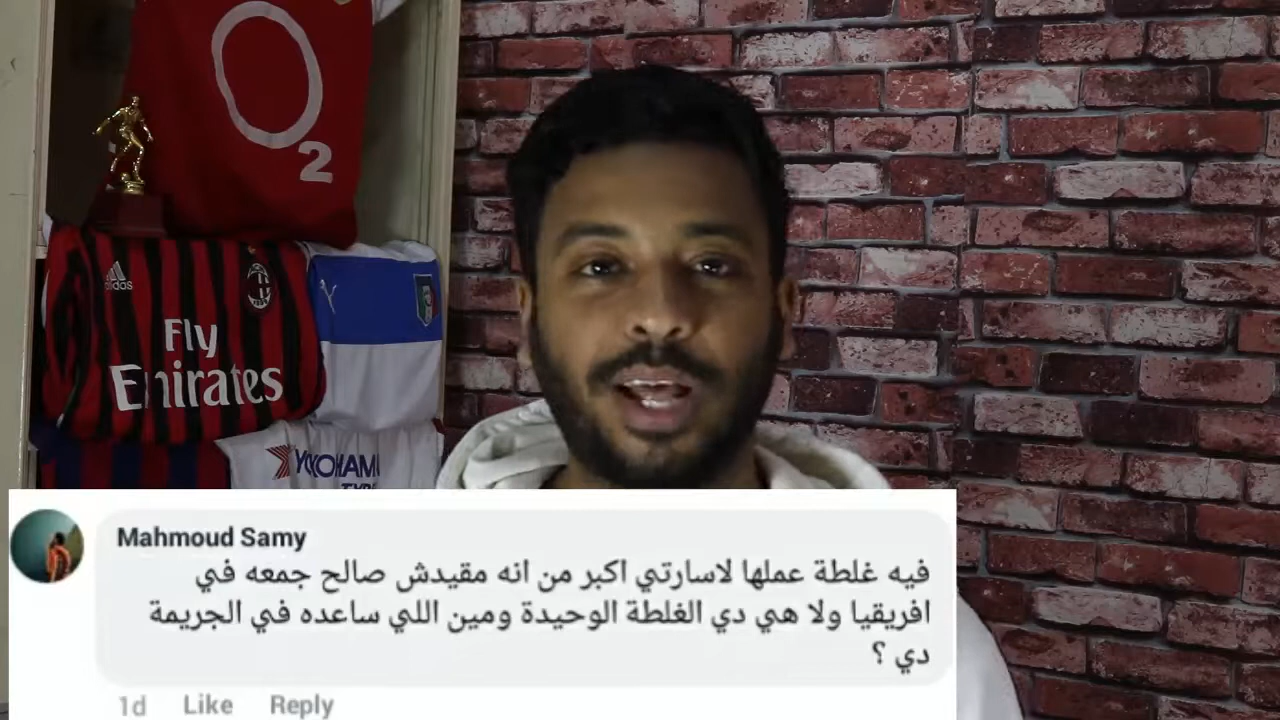 O2
adidas
Fly
Emirates
YOKOHAMA
Mahmoud Samy
فيه غلطة عملها لاسارتي اكبر من انه مقيدش صالح جمعه في
افريقيا ولا هي دي الغلطة الوحيدة ومين اللي ساعده في الجريمة
دي ؟
1d Like Reply